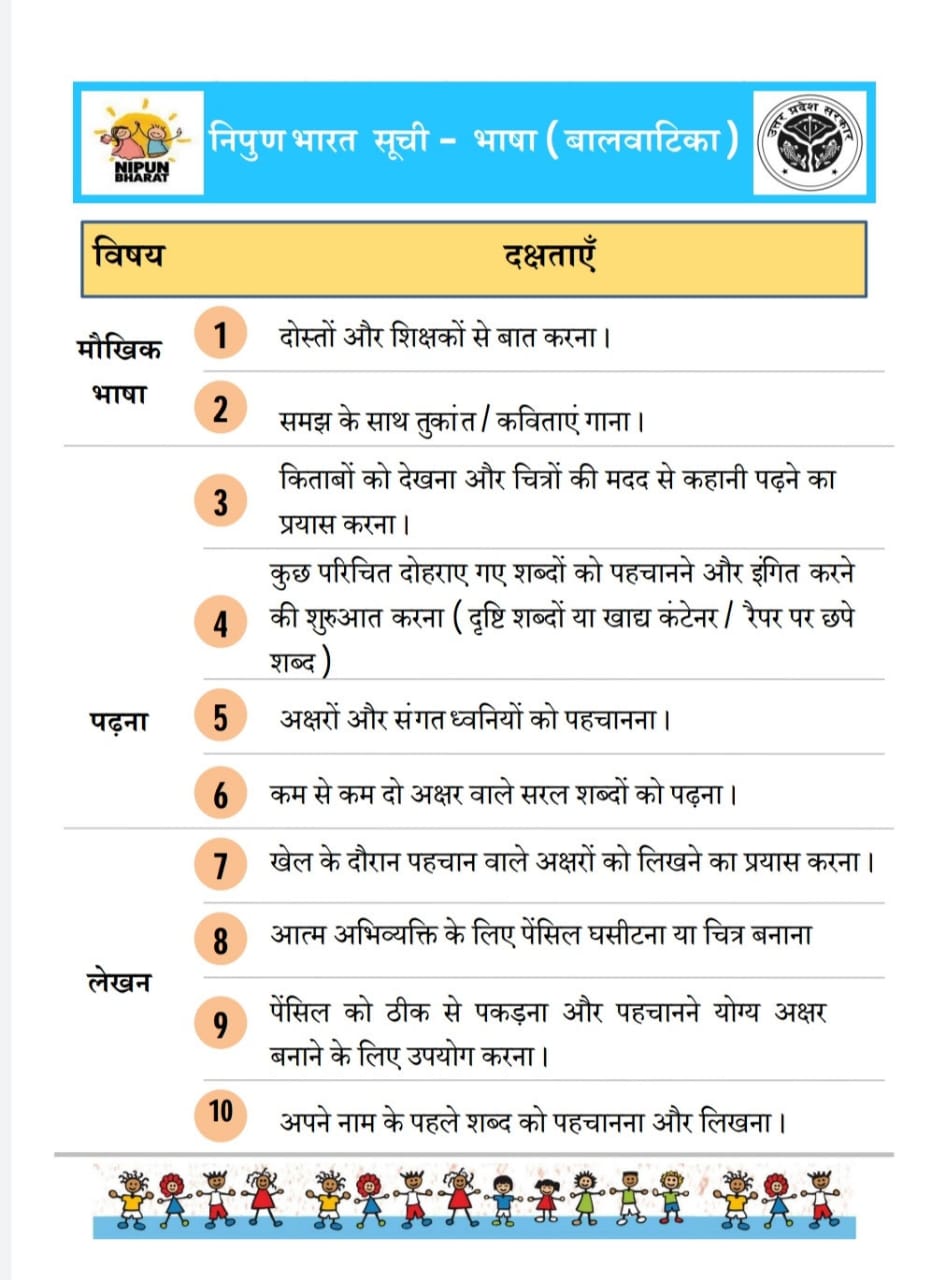 निपुण भारत सूची - भाषा ( बालवाटिका )
NIPUN
BHARAT
उत्तर प्रदेश सरकार
विषय दक्षताएँ
मौखिक
भाषा
1 दोस्तों और शिक्षकों से बात करना।
2 समझ के साथ तुकांत / कविताएं गाना।
पढ़ना
3 किताबों को देखना और चित्रों की मदद से कहानी पढ़ने का
प्रयास करना।
4 कुछ परिचित दोहराए गए शब्दों को पहचानने और इंगित करने
की शुरुआत करना ( दृष्टि शब्दों या खाद्य कंटेनर / रैपर पर छपे
शब्द )
5 अक्षरों और संगत ध्वनियों को पहचानना।
6 कम से कम दो अक्षर वाले सरल शब्दों को पढ़ना।
लेखन
7 खेल के दौरान पहचान वाले अक्षरों को लिखने का प्रयास करना।
8 आत्म अभिव्यक्ति के लिए पेंसिल घसीटना या चित्र बनाना
9 पेंसिल को ठीक से पकड़ना और पहचानने योग्य अक्षर
बनाने के लिए उपयोग करना।
10 अपने नाम के पहले शब्द को पहचानना और लिखना।